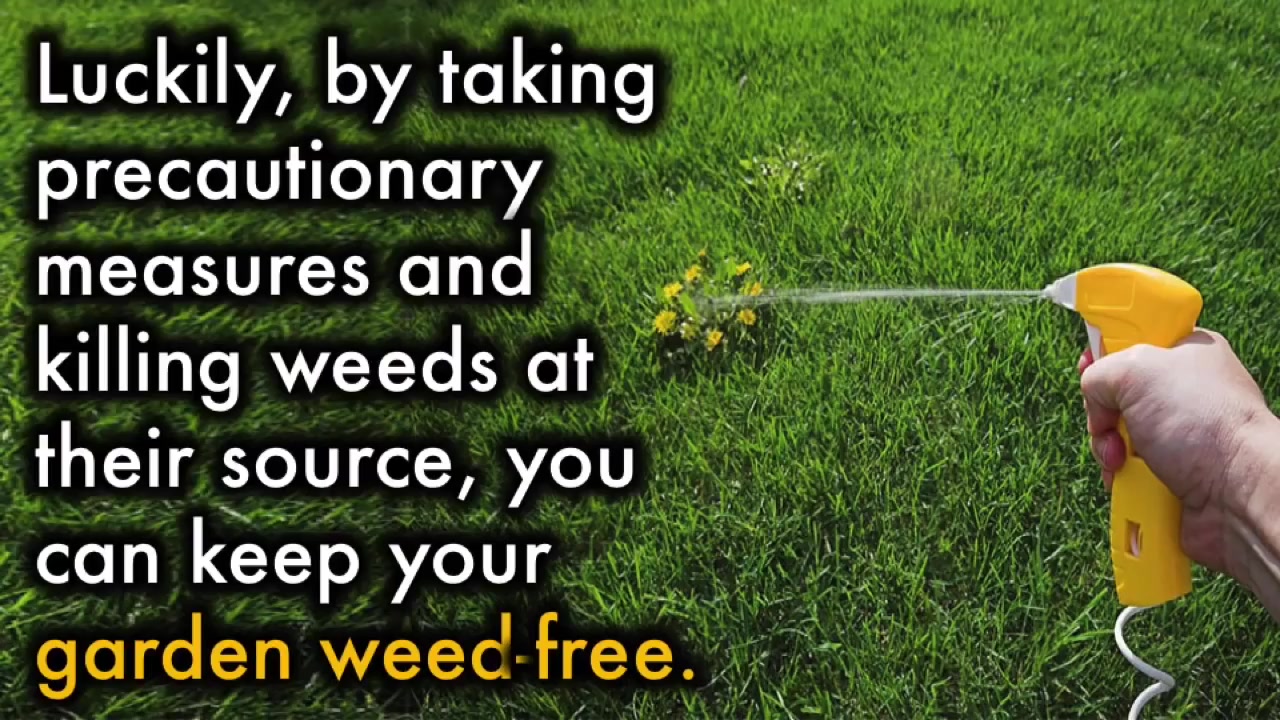 Luckily, by taking
precautionary
measures and
killing weeds at
their source, you
can keep your
garden weed-free.